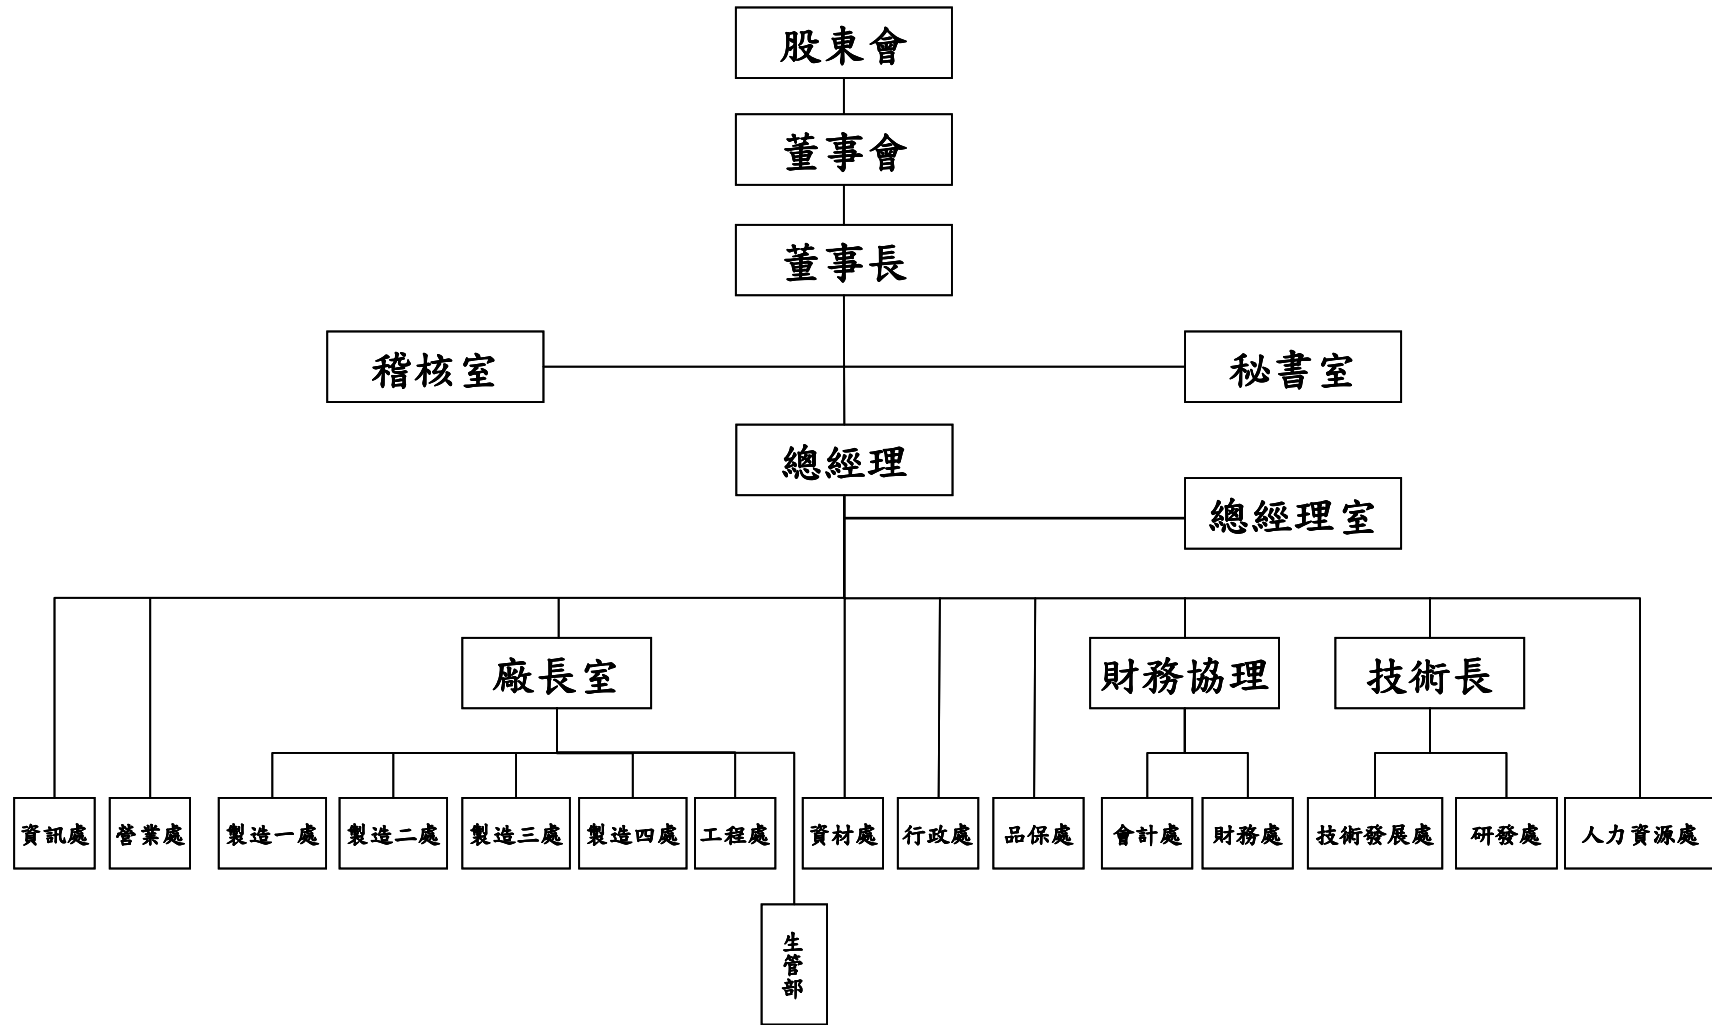 股東會
董事會
董事長
稽核室
秘書室
總經理
總經理室
廠長室
財務協理
技術長
資訊處
營業處
製造一處
製造二處
製造三處
製造四處
工程處
資材處
行政處
品保處
會計處
財務處
技術發展處
研發處
人力資源處
生管部